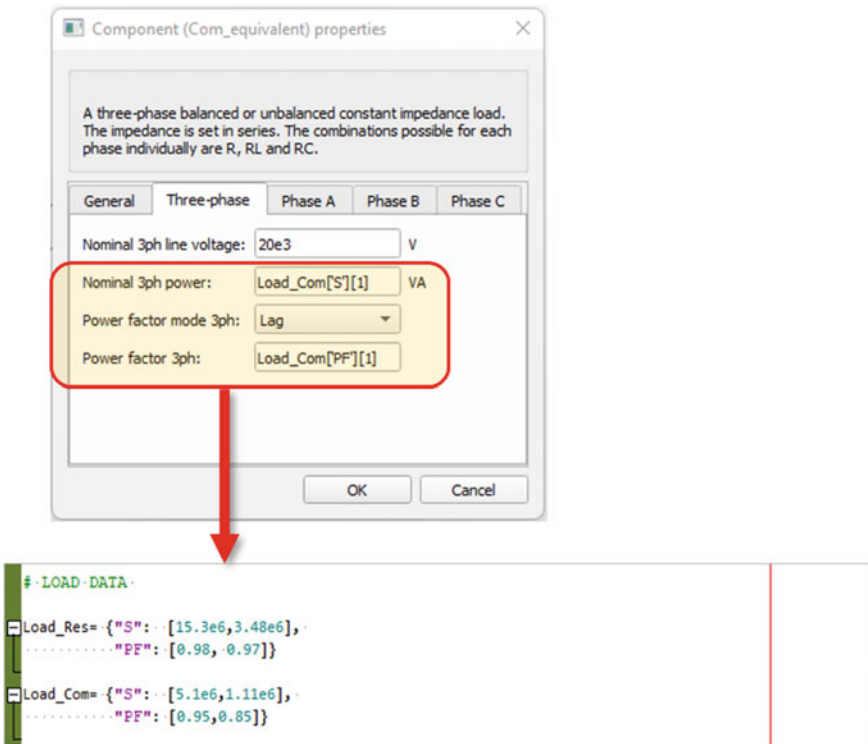 Component (Com_equivalent) properties
A three-phase balanced or unbalanced constant impedance load.
The impedance is set in series. The combinations possible for each
phase individually are R, RL and RC.
General Three-phase Phase A Phase B Phase C
Nominal 3ph line voltage: 20e3 V
Nominal 3ph power: Load_Com['S'][1] VA
Power factor mode 3ph: Lag
Power factor 3ph: Load_Com['PF'][1]
OK Cancel
#·LOAD·DATA·
Load_Res=·{"S":··[15.3e6,3.48e6],·
···········"PF":·[0.98,·0.97]}
Load_Com=·{"S":··[5.1e6,1.11e6],·
···········"PF":·[0.95,0.85]}